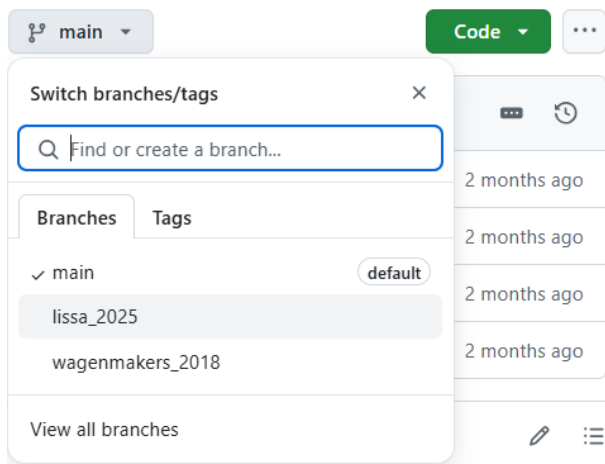 main
Code
Switch branches/tags
Find or create a branch...
2 months ago
Branches
Tags
2 months ago
main
default
2 months ago
lissa_2025
2 months ago
wagenmakers_2018
View all branches